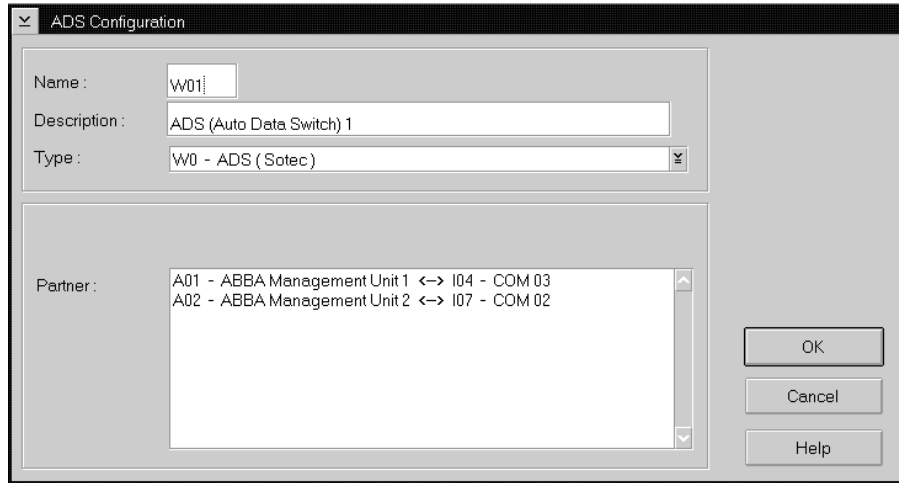 ADS Configuration
Name :
W01
Description :
ADS (Auto Data Switch) 1
Type :
W0 - ADS ( Sotec )
Partner :
A01 - ABBA Management Unit 1 <--> I04 - COM 03
A02 - ABBA Management Unit 2 <--> I07 - COM 02
OK
Cancel
Help